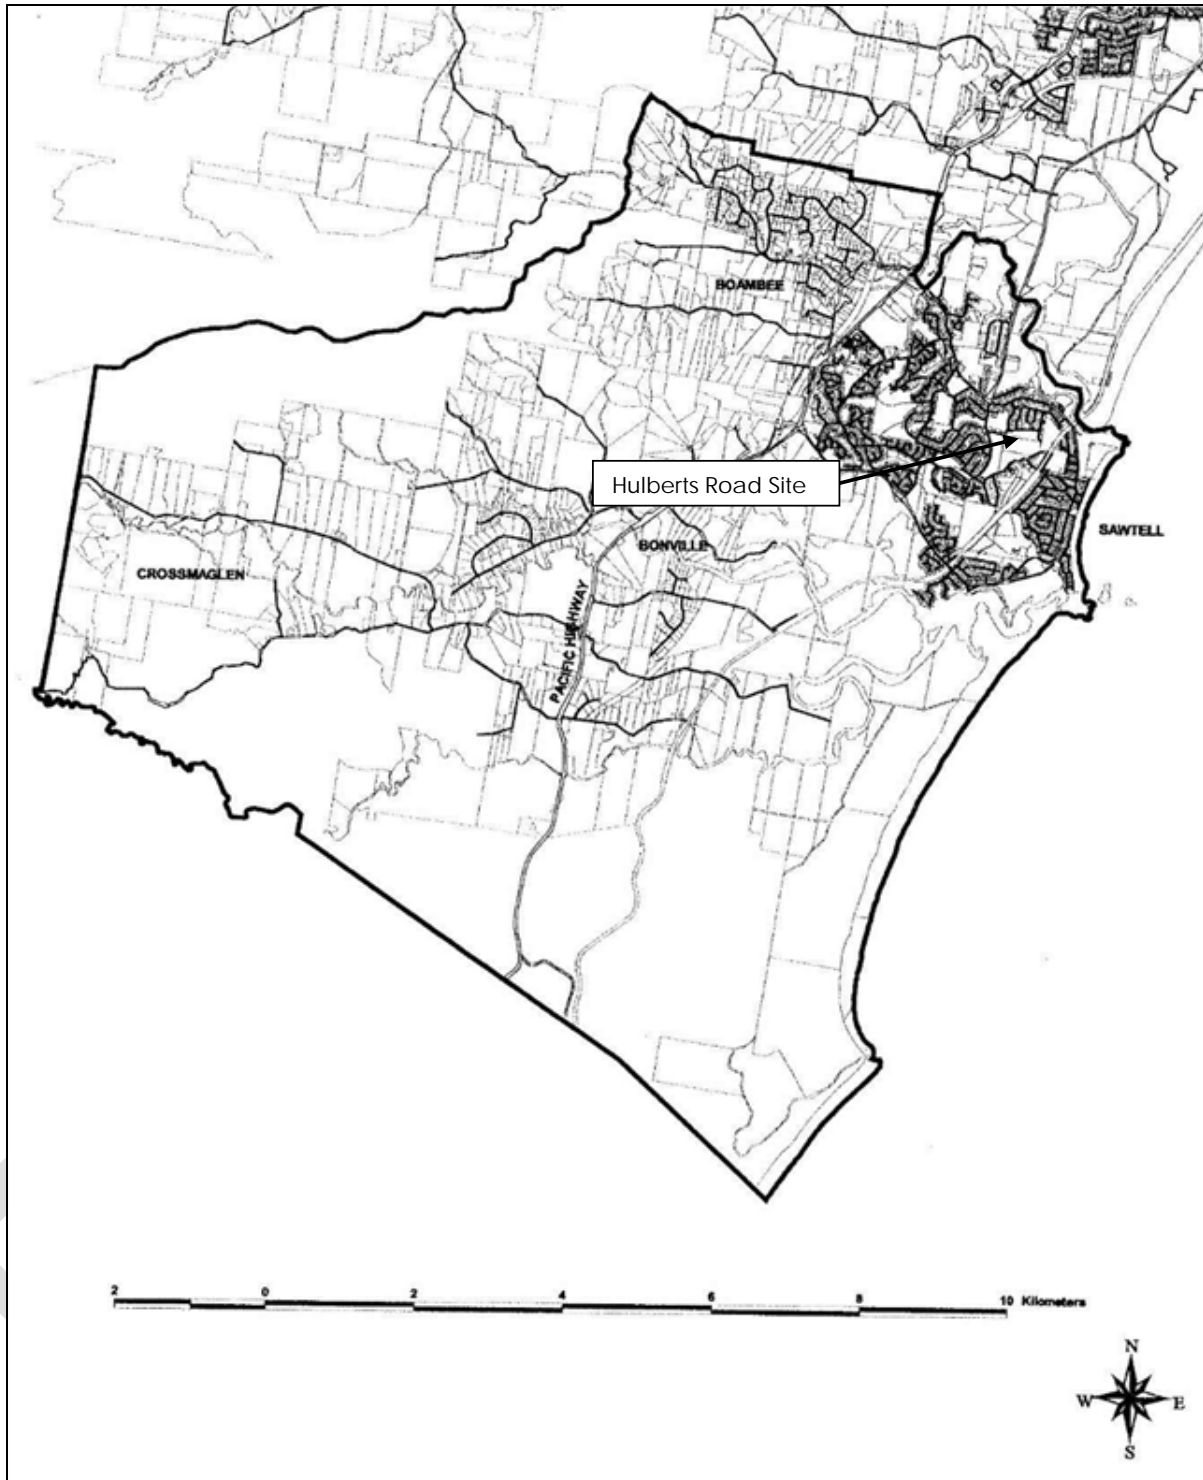 BOAMBEE
Hulberts Road Site
SAWTELL
BONVILLE
CROSSMAGLEN
PACIFIC HIGHWAY
2 0 2 4 6 8 10 Kilometers
N
W E
S